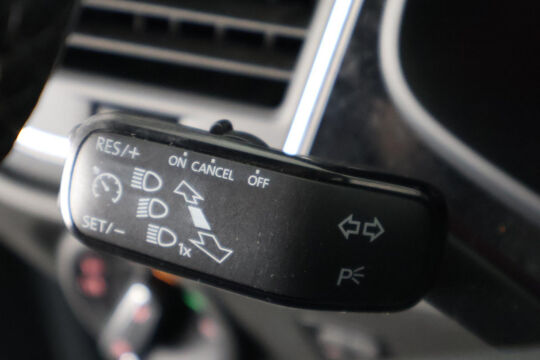 RES/+
ON CANCEL OFF
SET/-
1x
P